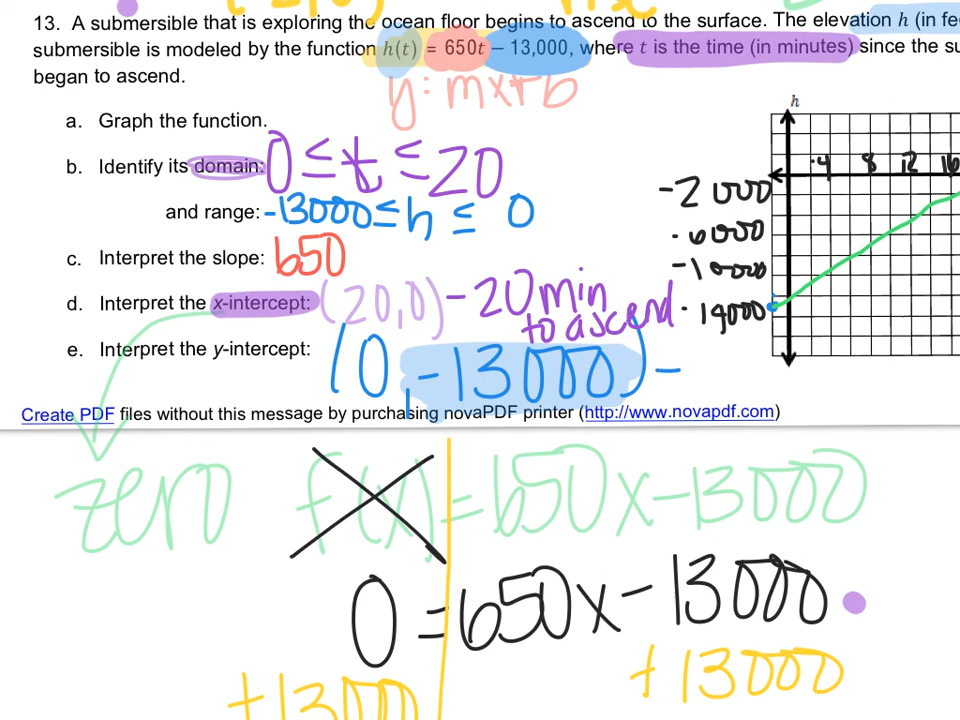 13. A submersible that is exploring the ocean floor begins to ascend to the surface. The elevation h (in fe
submersible is modeled by the function h(t) = 650t – 13,000, where t is the time (in minutes) since the su
began to ascend.
y = mx+b
a. Graph the function.
b. Identify its domain: 0 ≤ t ≤ 20
and range: -13000 ≤ h ≤ 0
c. Interpret the slope: 650
d. Interpret the x-intercept: (20,0) - 20 min
to ascend
e. Interpret the y-intercept: (0, -13000) -
h
4 8 12 16
-2000
-6000
-10000
-14000
Create PDF files without this message by purchasing novaPDF printer (http://www.novapdf.com)
zero f(x) = 650x - 13000
0 = 650x - 13000
+13000 +13000